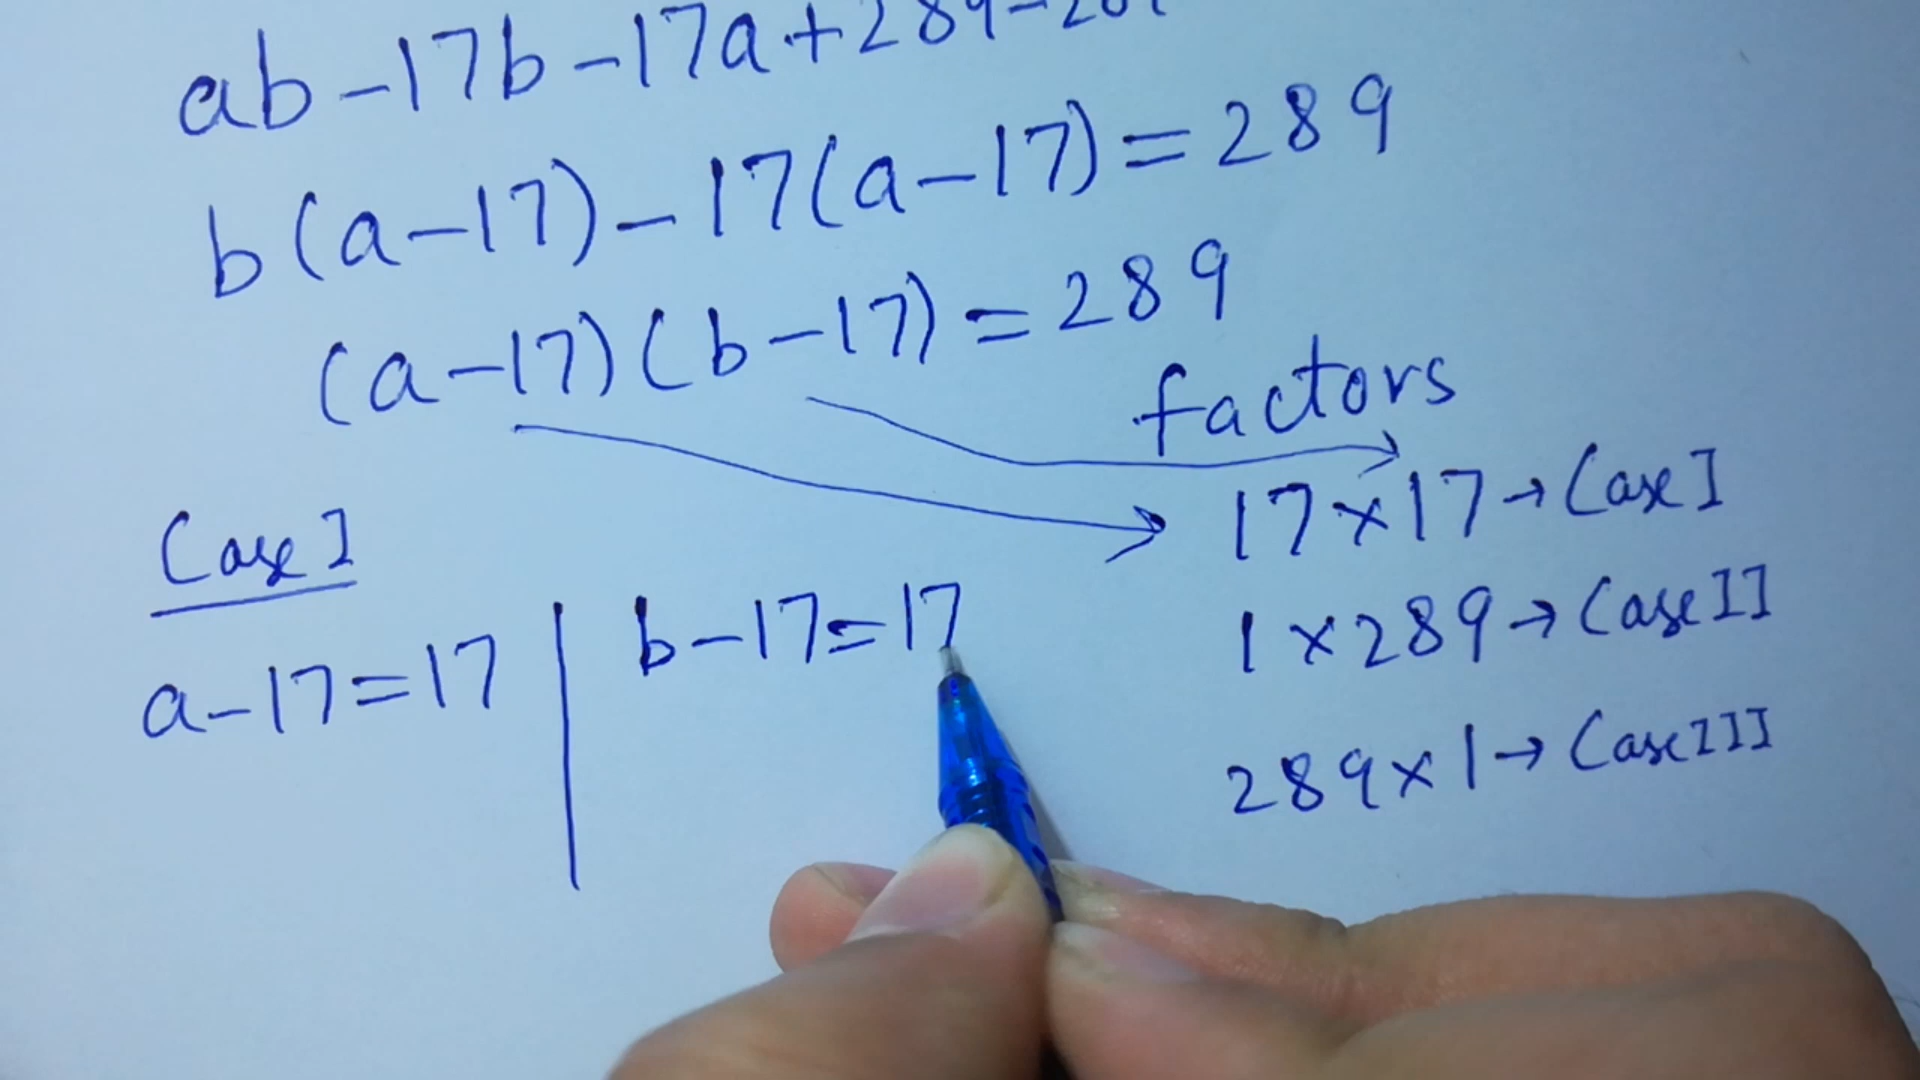 ab-17b-17a+289-
b(a-17)-17(a-17)=289
(a-17)(b-17)=289
factors
17×17→Case I
1×289→Case II
289×1→Case III
Case I
a-17=17 | b-17=17